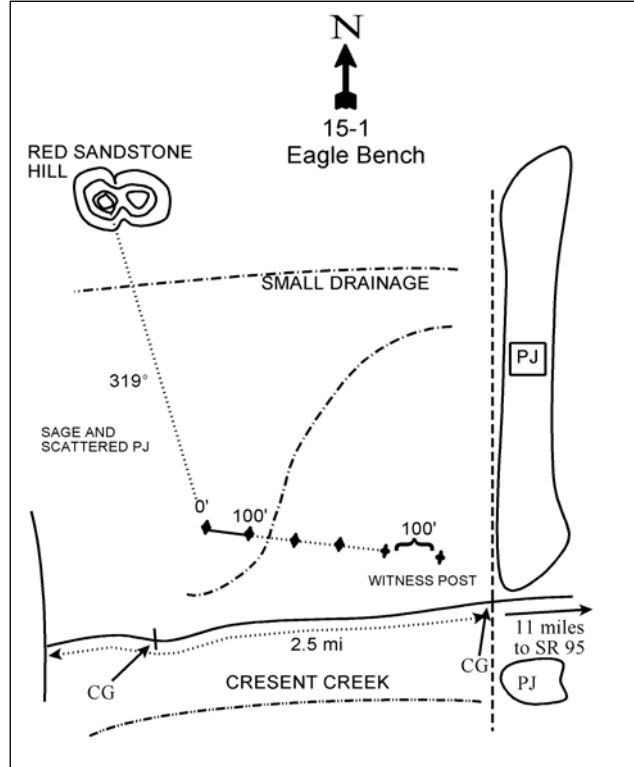 N
15-1
Eagle Bench
RED SANDSTONE
HILL
SMALL DRAINAGE
PJ
319°
SAGE AND
SCATTERED PJ
0'
100'
100'
WITNESS POST
2.5 mi
CG
11 miles
to SR 95
CG
CRESENT CREEK
PJ